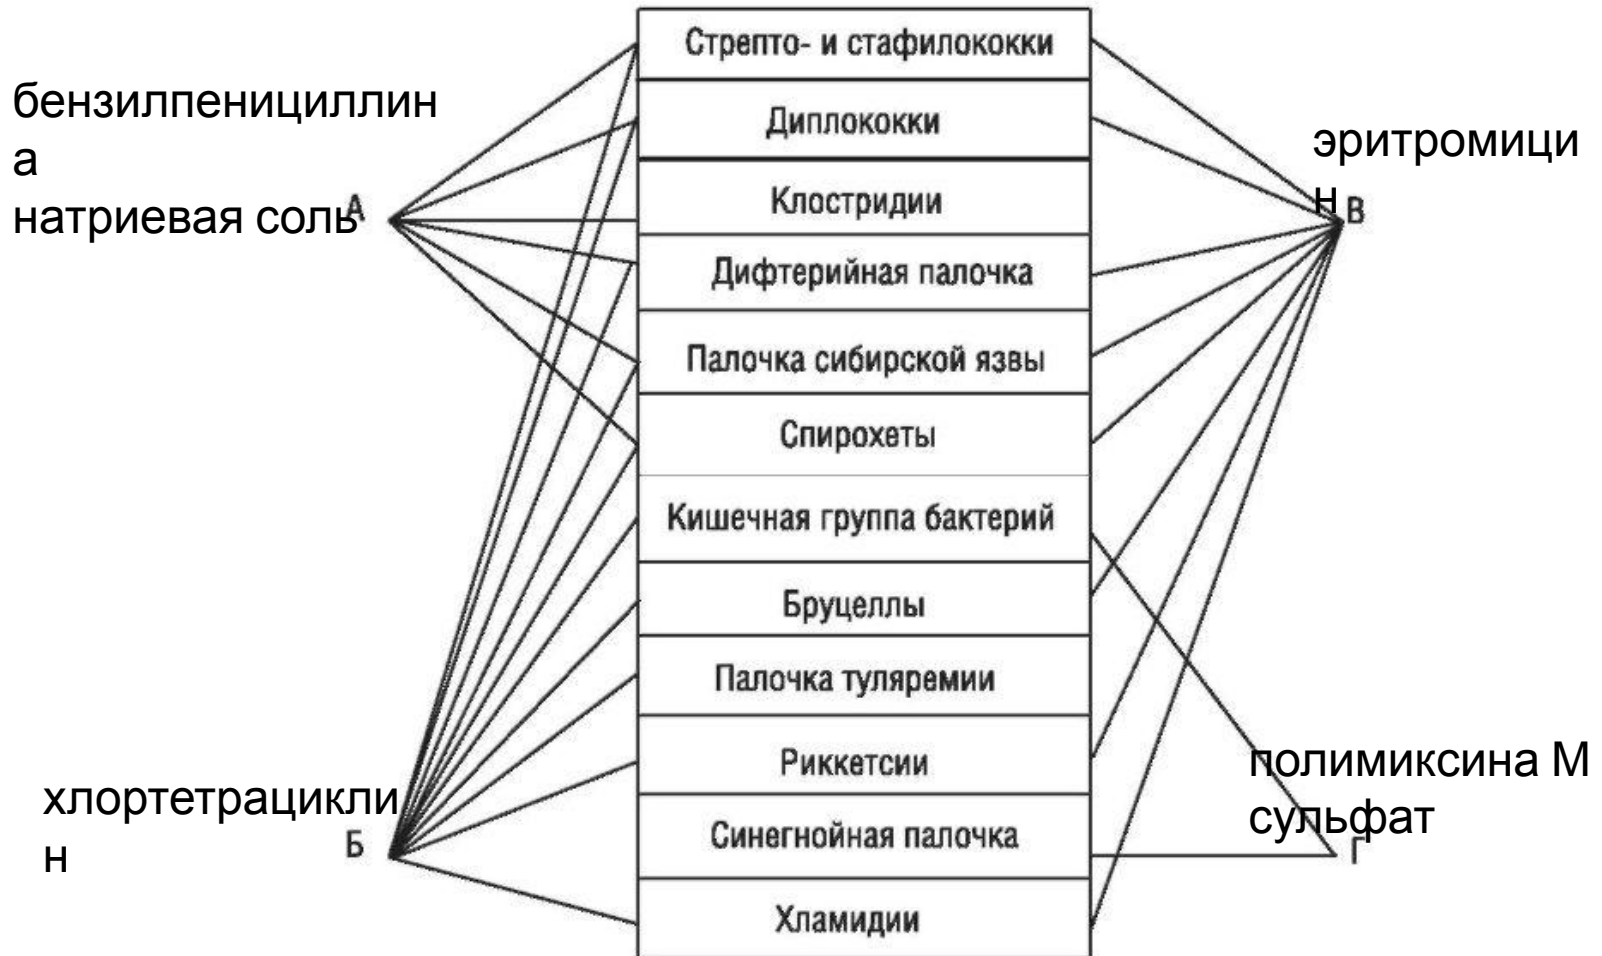 бензилпенициллин
а
натриевая соль
А
хлортетрацикли
н
Б
Стрепто- и стафилококки
Диплококки
Клостридии
Дифтерийная палочка
Палочка сибирской язвы
Спирохеты
Кишечная группа бактерий
Бруцеллы
Палочка туляремии
Риккетсии
Синегнойная палочка
Хламидии
эритромици
н
В
полимиксина М
сульфат
Г